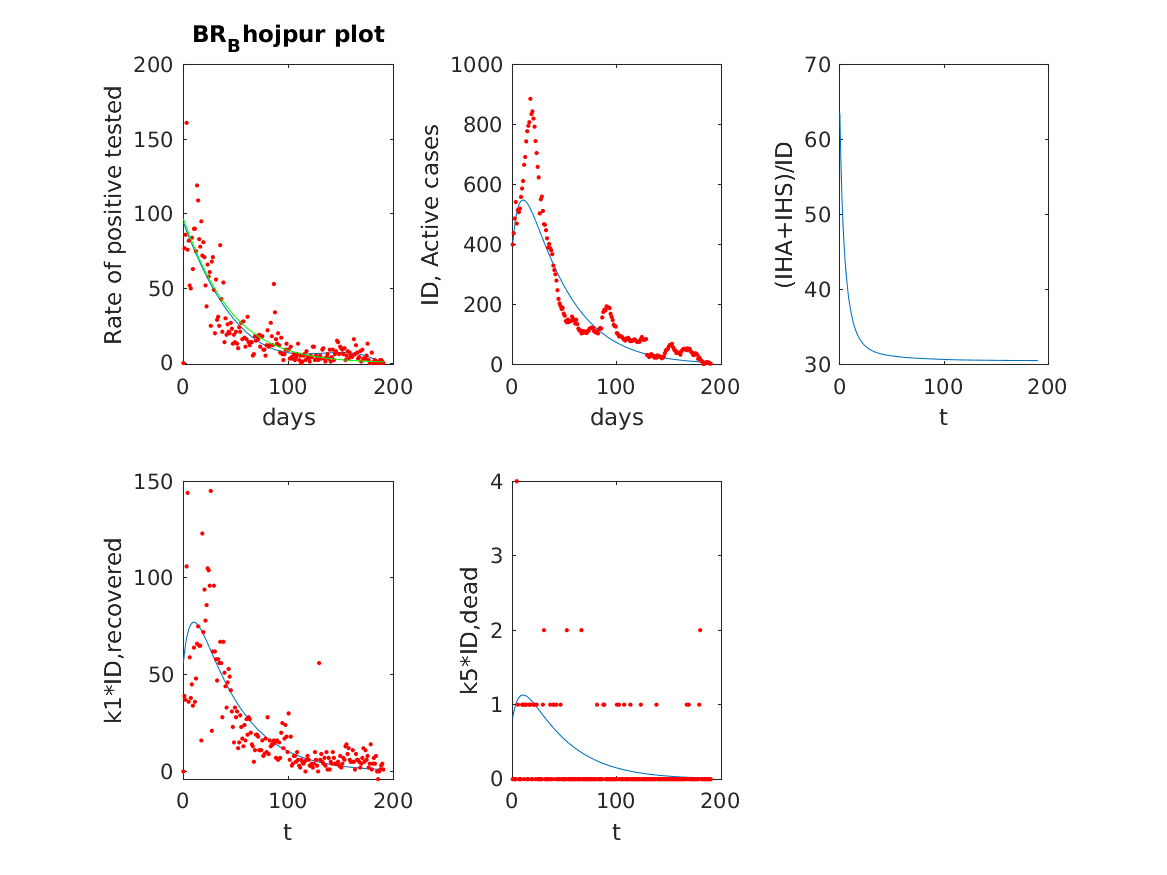 BR_Bhojpur plot
200
150
100
50
0
Rate of positive tested
0 100 200
days
1000
800
600
400
200
0
ID, Active cases
0 100 200
days
70
60
50
40
30
(IHA+IHS)/ID
0 100 200
t
150
100
50
0
k1*ID,recovered
0 100 200
t
4
3
2
1
0
k5*ID,dead
0 100 200
t